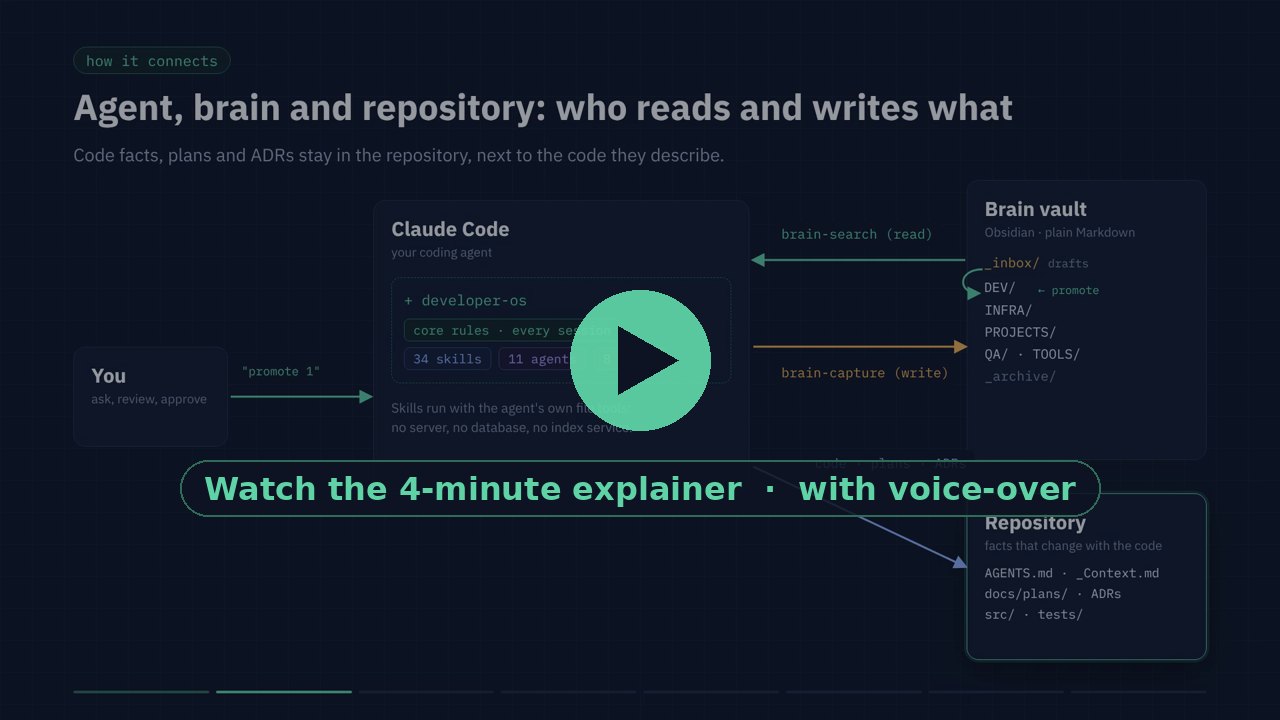 how it connects
Agent, brain and repository: who reads and writes what
Code facts, plans and ADRs stay in the repository, next to the code they describe.
You
ask, review, approve
"promote 1"
Claude Code
your coding agent
+ developer-os
core rules · every session
34 skills
11 agents
Skills run with the agent's own file tools:
no server, no database, no index service.
brain-search (read)
brain-capture (write)
code · plans · ADRs
Brain vault
Obsidian · plain Markdown
_inbox/ drafts
DEV/ ← promote
INFRA/
PROJECTS/
QA/ · TOOLS/
_archive/
Watch the 4-minute explainer · with voice-over
Repository
facts that change with the code
AGENTS.md · _Context.md
docs/plans/ · ADRs
src/ · tests/